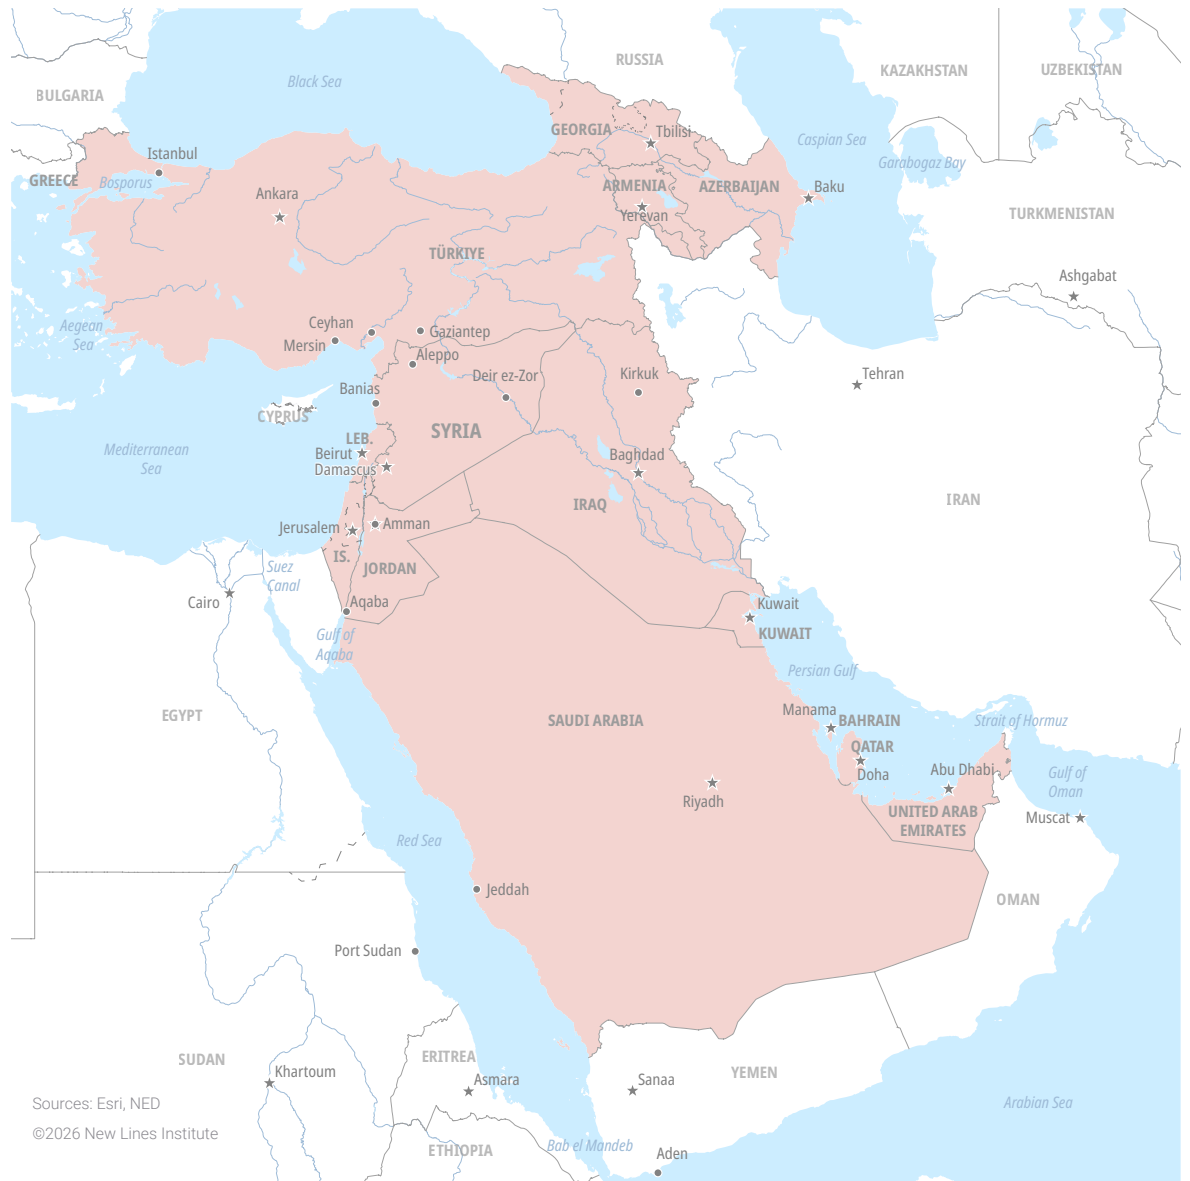 RUSSIA
KAZAKHSTAN
UZBEKISTAN
Black Sea
BULGARIA
GEORGIA
Tbilisi
Caspian Sea
Istanbul
Garabogaz Bay
GREECE
Bosporus
Ankara
ARMENIA
AZERBAIJAN
Baku
Yerevan
TURKMENISTAN
TÜRKIYE
Ashgabat
Aegean
Sea
Ceyhan
Gaziantep
Mersin
Aleppo
Deir ez-Zor
Kirkuk
Tehran
Banias
CYPRUS
SYRIA
LEB.
Mediterranean
Sea
Beirut
Damascus
Baghdad
IRAN
IRAQ
Jerusalem
Amman
IS.
JORDAN
Suez
Canal
Cairo
Aqaba
Kuwait
KUWAIT
Gulf of
Aqaba
Persian Gulf
EGYPT
SAUDI ARABIA
Manama
BAHRAIN
Strait of Hormuz
QATAR
Doha
Abu Dhabi
Gulf of
Oman
Riyadh
UNITED ARAB
EMIRATES
Muscat
Red Sea
Jeddah
OMAN
Port Sudan
SUDAN
ERITREA
Khartoum
Asmara
Sanaa
YEMEN
Arabian Sea
Sources: Esri, NED
©2026 New Lines Institute
ETHIOPIA
Bab el Mandeb
Aden